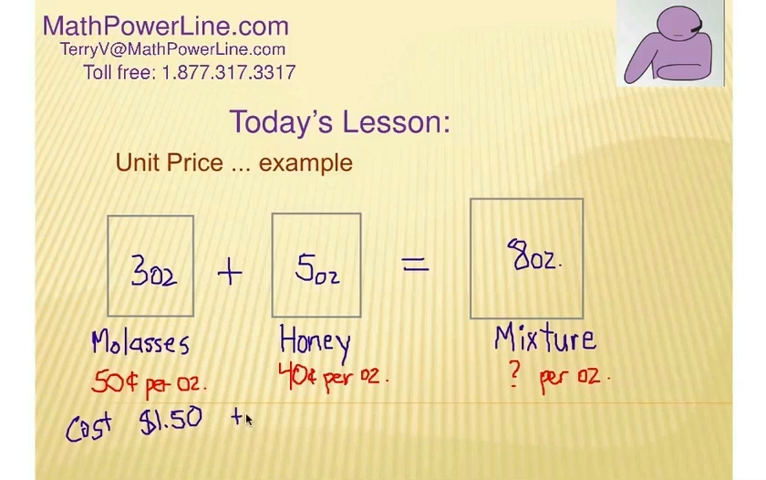 MathPowerLine.com
TerryV@MathPowerLine.com
Toll free: 1.877.317.3317
Today's Lesson:
Unit Price ... example
3oz + 5oz = 8oz.
Molasses Honey Mixture
50¢ per oz. 40¢ per oz. ? per oz.
Cost $1.50 +